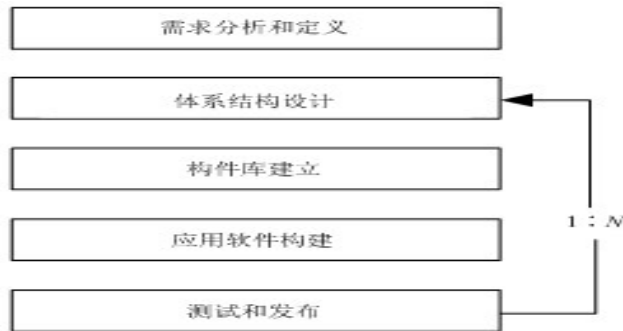 需求分析和定义
体系结构设计
构件库建立
1：N
应用软件构建
测试和发布